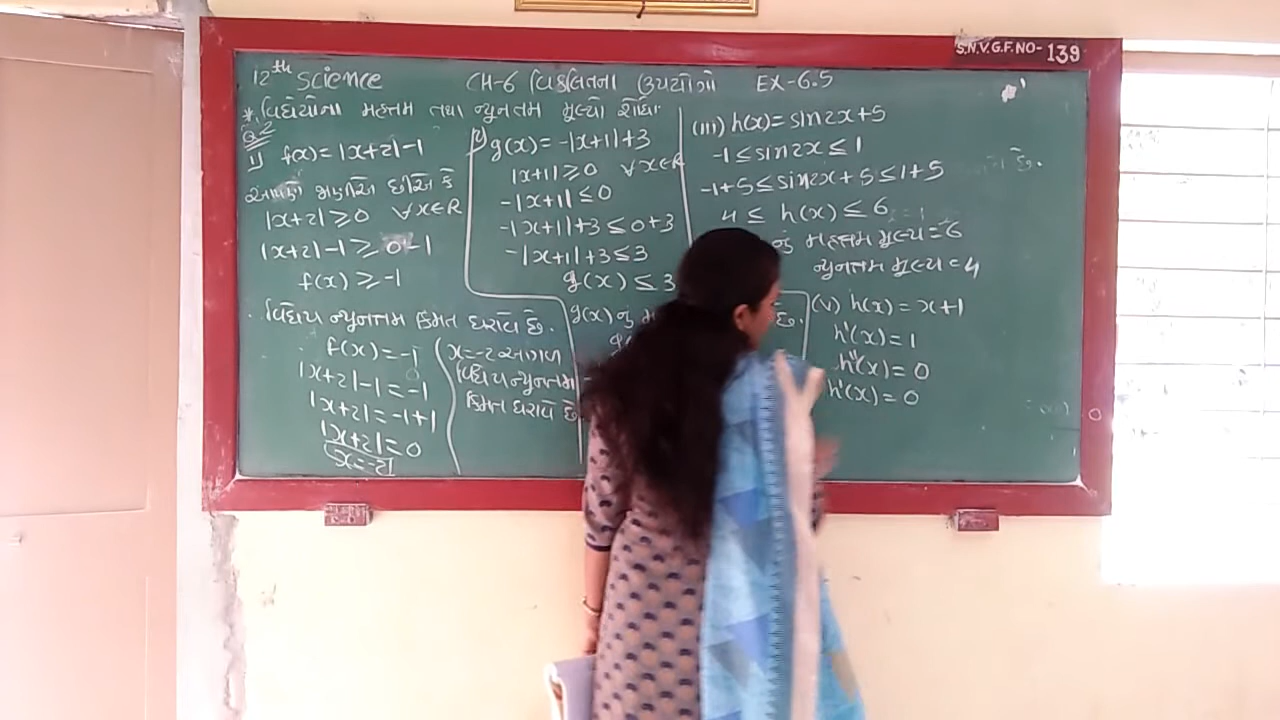 S.N.V.G.F.NO- 139
12th Science CH-6 વિકલિતના ઉપયોગો EX-6.5
*. વિધેયોના મહત્તમ તથા ન્યૂનતમ મૂલ્યો શોધો
Q.2
1) f(x) = |x+2| - 1
|x+2| ≥ 0 ∀x∈R
|x+2| - 1 ≥ 0 - 1
f(x) ≥ -1
વિધેય ન્યૂનતમ કિંમત ધરાવે છે.
f(x) = -1
|x+2| - 1 = -1
|x+2| = -1+1
|x+2| = 0
x = -2
x = -2 આગળ
વિધેય ન્યૂનતમ
કિંમત ધરાવે છે
g(x) = -|x+1| + 3
|x+1| ≥ 0 ∀x∈R
-|x+1| ≤ 0
-|x+1| + 3 ≤ 0+3
-|x+1| + 3 ≤ 3
g(x) ≤ 3
g(x) નું
છે.
(iii) h(x) = sin2x + 5
-1 ≤ sin2x ≤ 1
-1+5 ≤ sin2x + 5 ≤ 1+5
4 ≤ h(x) ≤ 6
નું મહત્તમ મૂલ્ય = 6
ન્યૂનતમ મૂલ્ય = 4
(v) h(x) = x+1
h'(x) = 1
h''(x) = 0
h'(x) = 0